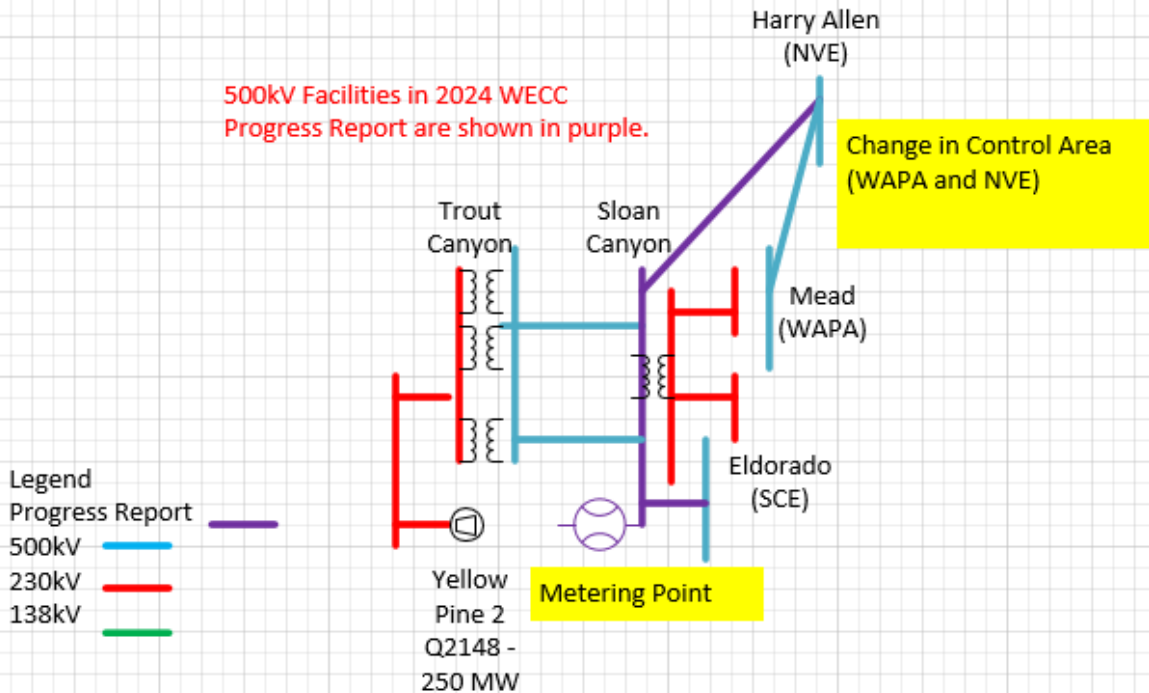 Harry Allen
(NVE)
500kV Facilities in 2024 WECC
Progress Report are shown in purple.
Change in Control Area
(WAPA and NVE)
Trout
Canyon
Sloan
Canyon
Mead
(WAPA)
Eldorado
(SCE)
Legend
Progress Report
500kV
230kV
138kV
Yellow
Pine 2
Q2148 -
250 MW
Metering Point